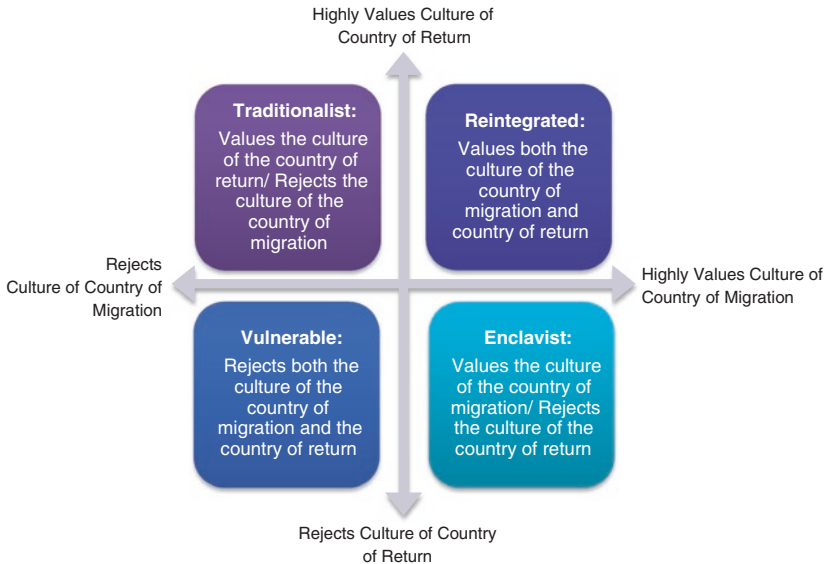 Highly Values Culture of
Country of Return
Traditionalist:
Values the culture
of the country of
return/ Rejects the
culture of the
country of
migration
Reintegrated:
Values both the
culture of the
country of
migration and
country of return
Rejects
Culture of Country of
Migration
Highly Values Culture of
Country of Migration
Vulnerable:
Rejects both the
culture of the
country of
migration and the
country of return
Enclavist:
Values the culture
of the country of
migration/ Rejects
the culture of the
country of return
Rejects Culture of Country
of Return